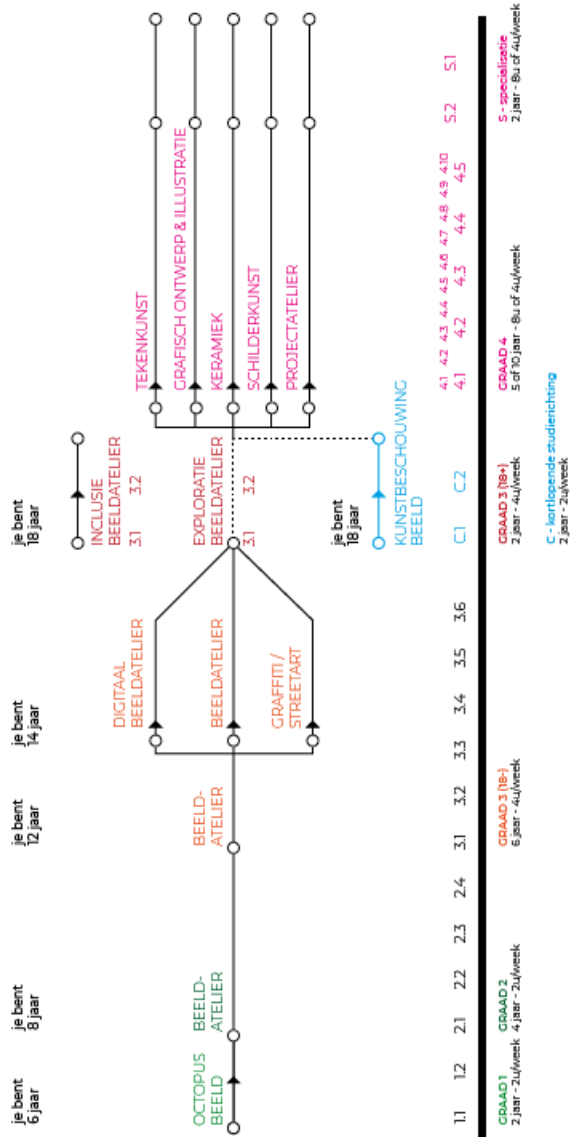 je bent
6 jaar
je bent
8 jaar
je bent
12 jaar
je bent
14 jaar
je bent
18 jaar
OCTOPUS
BEELD
BEELD-
ATELIER
BEELD-
ATELIER
DIGITAAL
BEELDATELIER
BEELDATELIER
GRAFFITI /
STREETART
INCLUSIE
BEELDATELIER
3.1 3.2
EXPLORATIE
BEELDATELIER
3.1 3.2
je bent
18 jaar
KUNSTBESCHOUWING
BEELD
TEKENKUNST
GRAFISCH ONTWERP & ILLUSTRATIE
KERAMIEK
SCHILDERKUNST
PROJECTATELIER
4.1 4.2 4.3 4.4 4.5 4.6 4.7 4.8 4.9 4.10
1.1 1.2 2.1 2.2 2.3 2.4 3.1 3.2 3.3 3.4 3.5 3.6 C.1 C.2 4.1 4.2 4.3 4.4 4.5 S.2 S.1
GRAAD 1
2 jaar - 2u/week
GRAAD 2
4 jaar - 2u/week
GRAAD 3 (18-)
6 jaar - 4u/week
GRAAD 3 (18+)
2 jaar - 4u/week
GRAAD 4
5 of 10 jaar - 8u of 4u/week
S - specialisatie
2 jaar - 8u of 4u/week
C - kortlopende studierichting
2 jaar - 2u/week